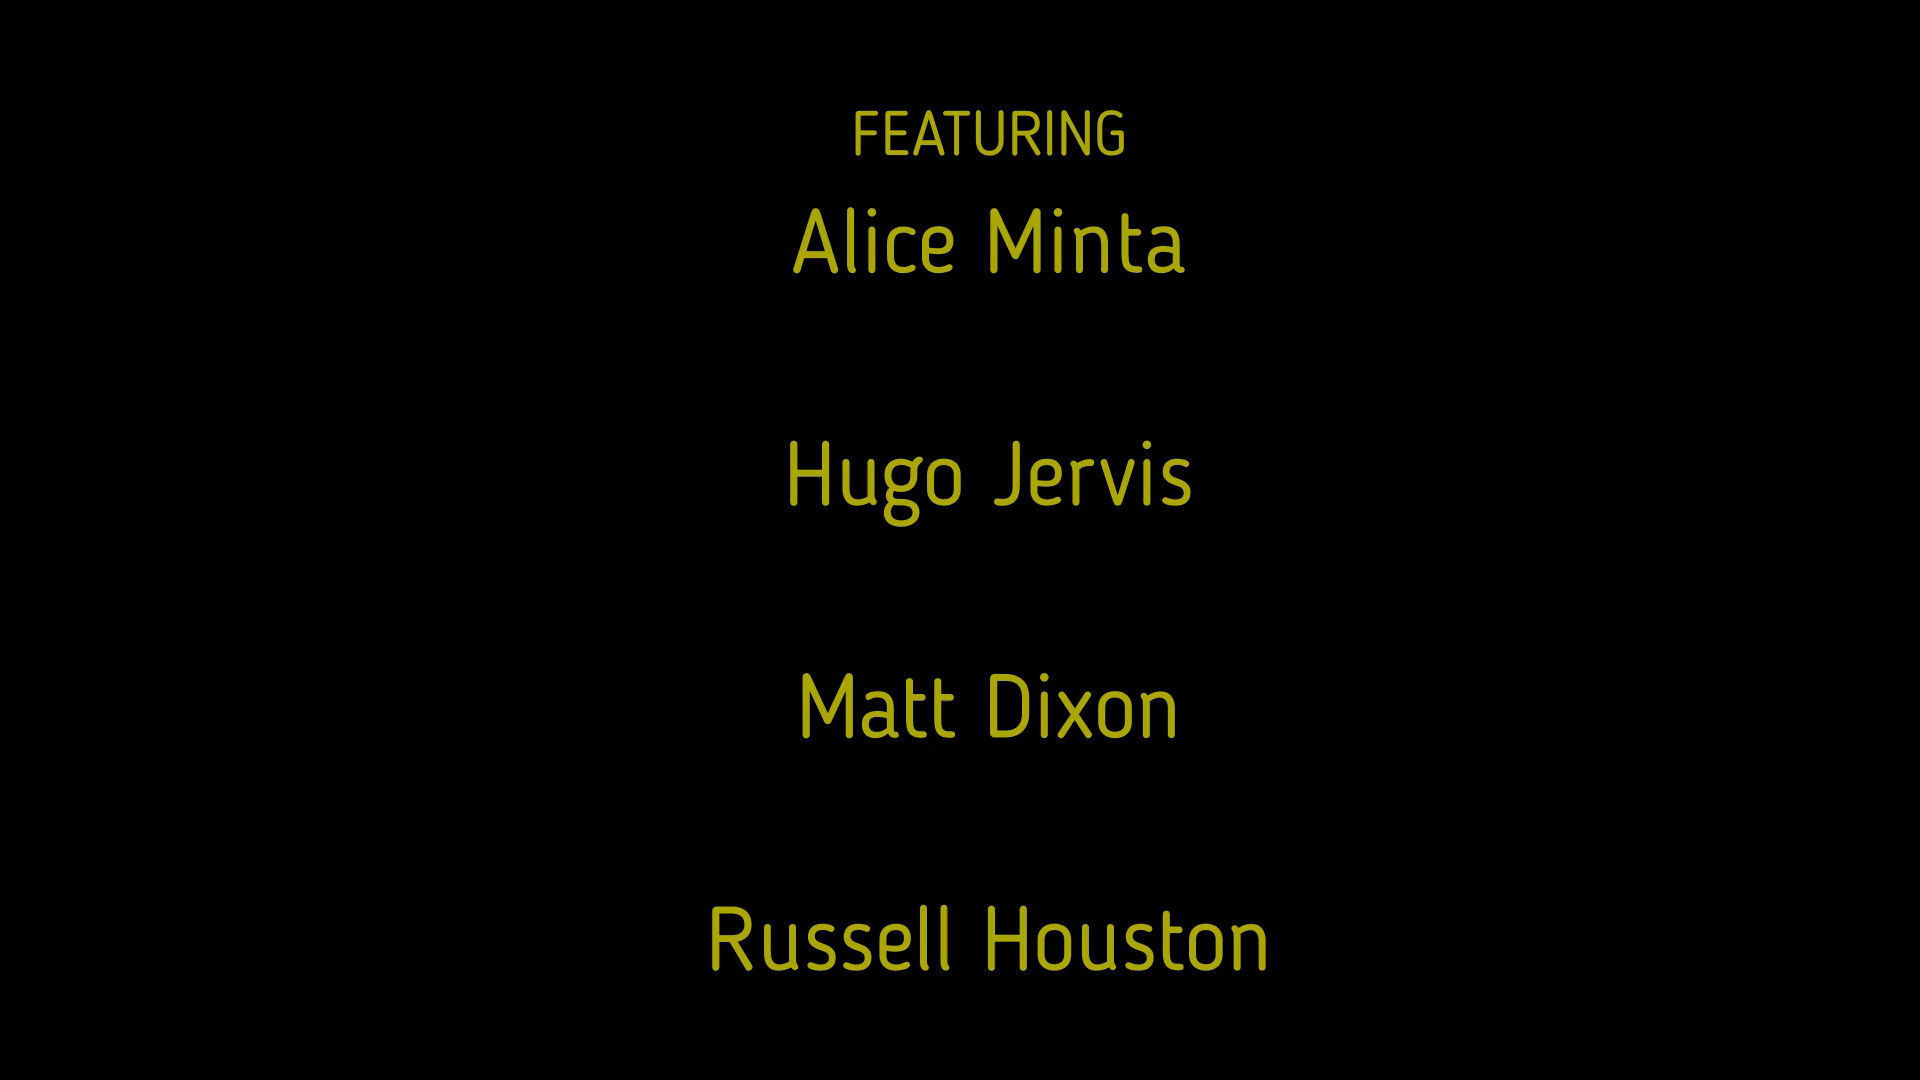 FEATURING
Alice Minta
Hugo Jervis
Matt Dixon
Russell Houston